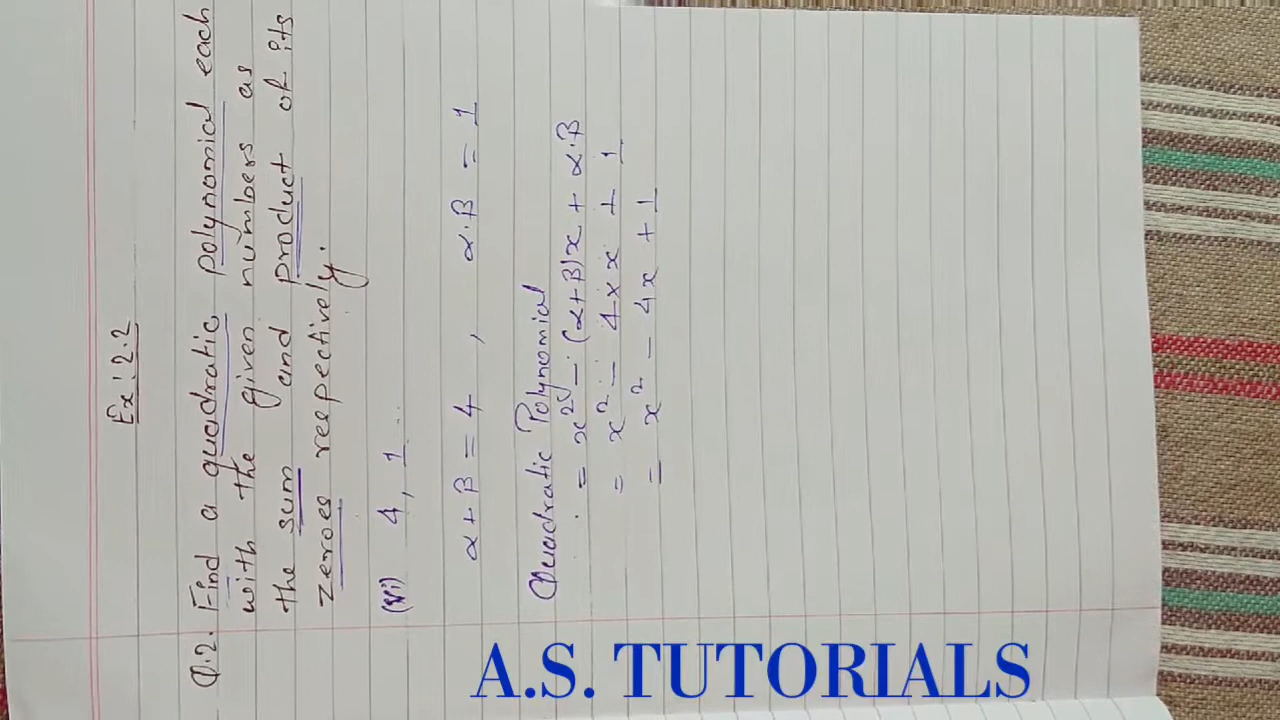 Ex: 2.2
Q.2. Find a quadratic polynomial each
with the given numbers as
the sum and product of its
zeroes respectively.
(vi) 4, 1
α+β = 4 , α.β = 1
Quadratic Polynomial
= x² - (α+β)x + α.β
= x² - 4×x + 1
= x² - 4x + 1
A.S. TUTORIALS